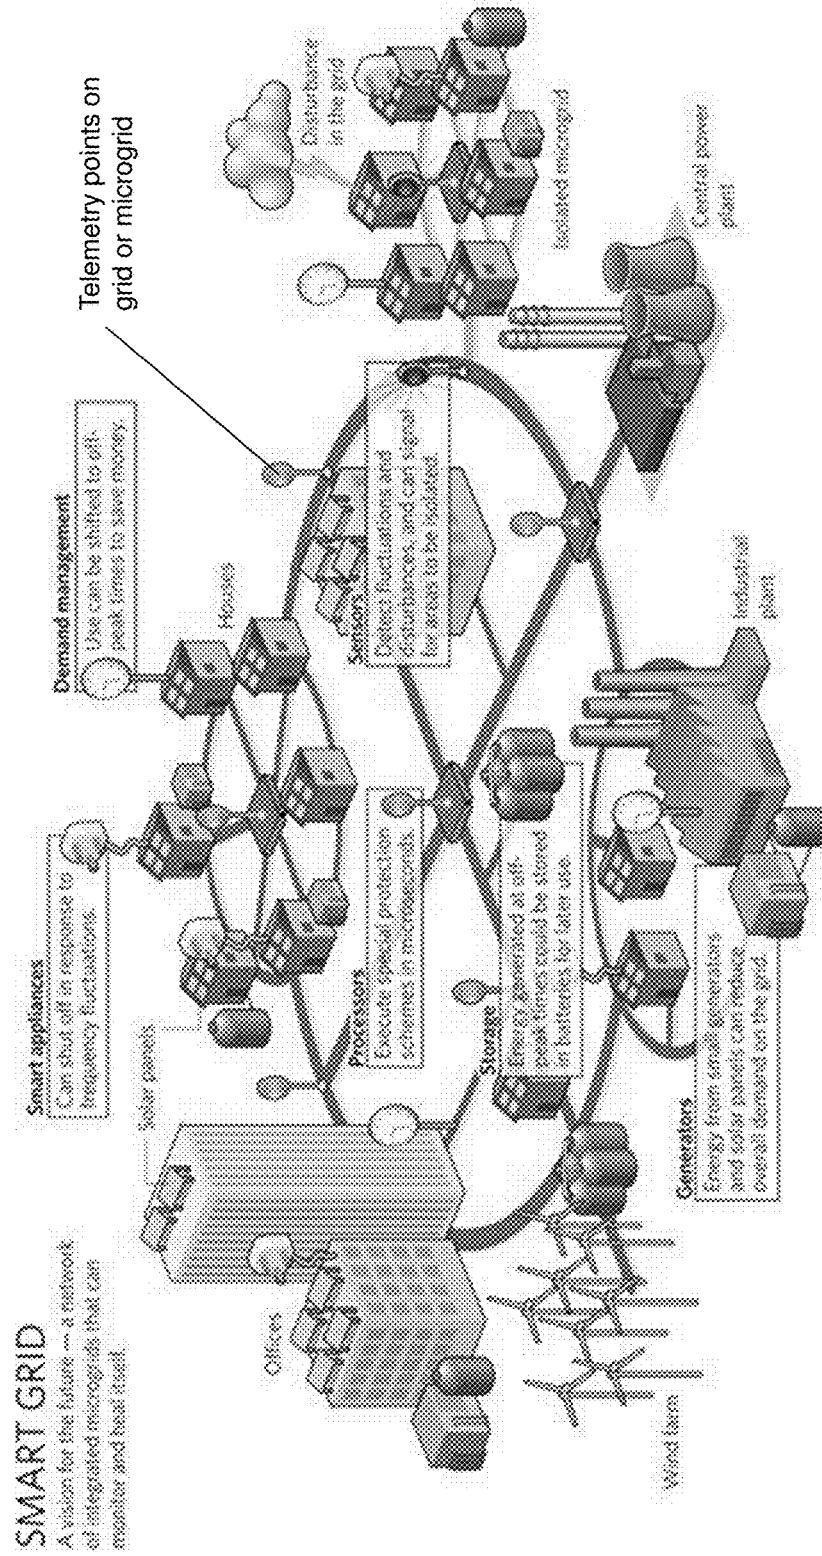 SMART GRID
A vision for the future — a network
of integrated microgrids that can
monitor and heal itself.
Smart appliances
Can shut off in response to
frequency fluctuations.
Demand management
Use can be shifted to off-
peak times to save money.
Telemetry points on
grid or microgrid
Solar panels
Houses
Offices
Disturbance
in the grid
Processors
Execute special protection
schemes in microseconds.
Sensors
Detect fluctuations and
disturbances, and can signal
for areas to be isolated.
Storage
Energy generated at off-
peak times could be stored
in batteries for later use.
Isolated microgrid
Wind farm
Generators
Energy from small generators
and solar panels can reduce
overall demand on the grid.
Industrial
plant
Central power
plant